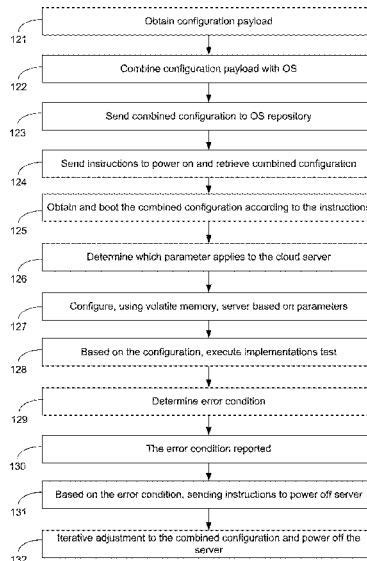 Obtain configuration payload
121
Combine configuration payload with OS
122
Send combined configuration to OS repository
123
Send instructions to power on and retrieve combined configuration
124
Obtain and boot the combined configuration according to the instructions
125
Determine which parameter applies to the cloud server
126
Configure, using volatile memory, server based on parameters
127
Based on the configuration, execute implementations test
128
Determine error condition
129
The error condition reported
130
Based on the error condition, sending instructions to power off server
131
Iterative adjustment to the combined configuration and power off the
server
132